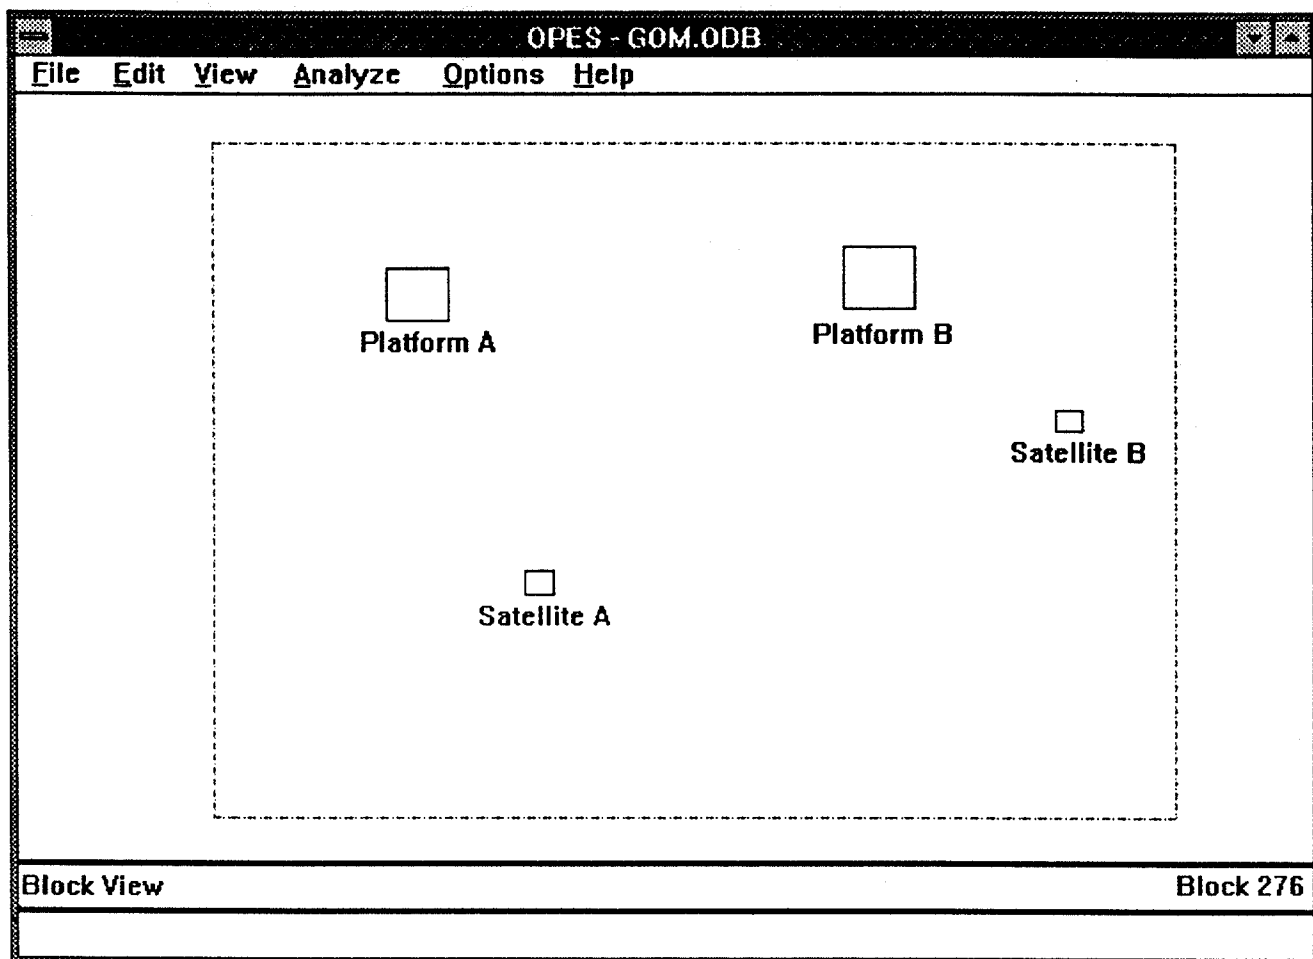 OPES - GOM.ODB
File Edit View Analyze Options Help
Platform A
Platform B
Satellite B
Satellite A
Block View Block 276